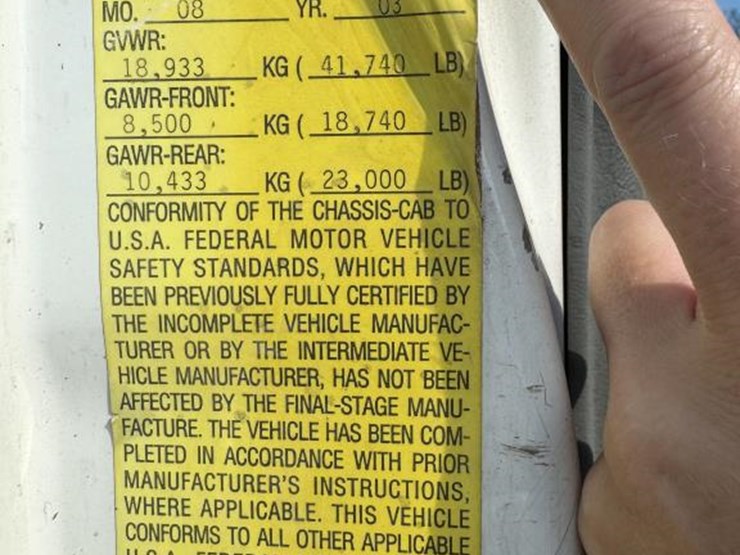 MO. 08 YR. 03
GVWR:
18,933 KG ( 41,740 LB)
GAWR-FRONT:
8,500 KG ( 18,740 LB)
GAWR-REAR:
10,433 KG ( 23,000 LB)
CONFORMITY OF THE CHASSIS-CAB TO
U.S.A. FEDERAL MOTOR VEHICLE
SAFETY STANDARDS, WHICH HAVE
BEEN PREVIOUSLY FULLY CERTIFIED BY
THE INCOMPLETE VEHICLE MANUFAC-
TURER OR BY THE INTERMEDIATE VE-
HICLE MANUFACTURER, HAS NOT BEEN
AFFECTED BY THE FINAL-STAGE MANU-
FACTURE. THE VEHICLE HAS BEEN COM-
PLETED IN ACCORDANCE WITH PRIOR
MANUFACTURER'S INSTRUCTIONS,
WHERE APPLICABLE. THIS VEHICLE
CONFORMS TO ALL OTHER APPLICABLE